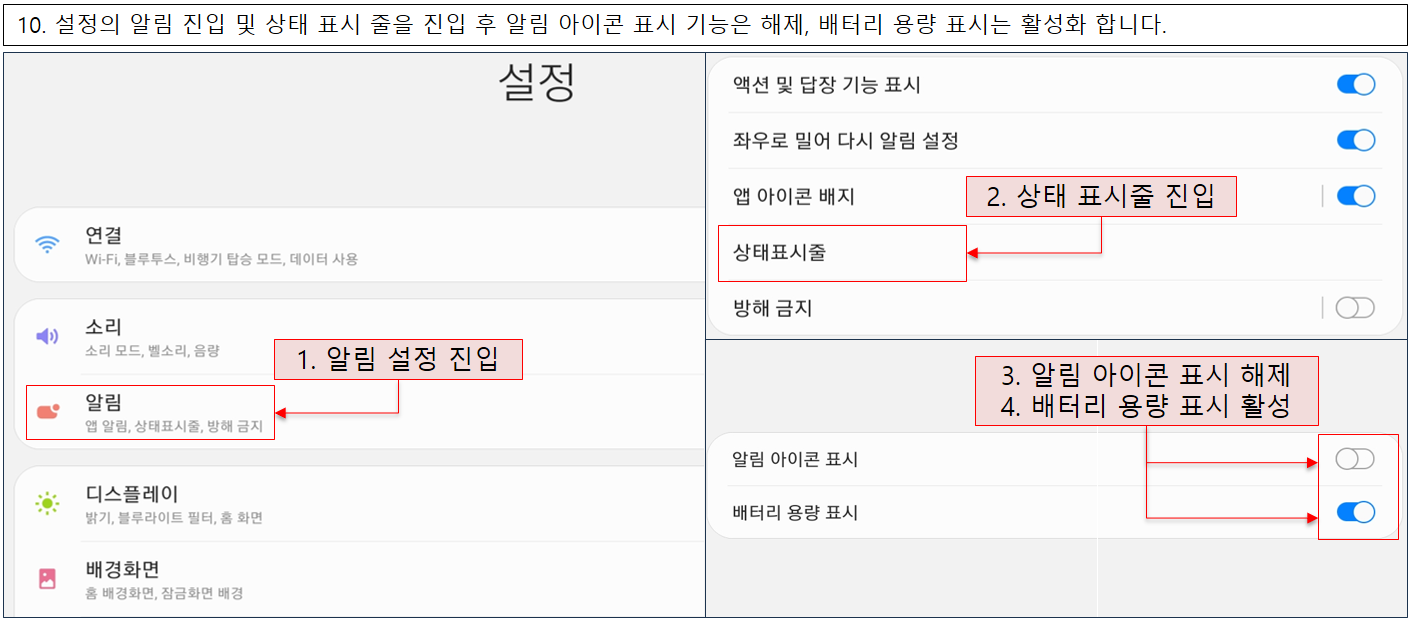 10. 설정의 알림 진입 및 상태 표시 줄을 진입 후 알림 아이콘 표시 기능은 해제, 배터리 용량 표시는 활성화 합니다.
설정
연결
Wi-Fi, 블루투스, 비행기 탑승 모드, 데이터 사용
소리
소리 모드, 벨소리, 음량
1. 알림 설정 진입
알림
앱 알림, 상태표시줄, 방해 금지
디스플레이
밝기, 블루라이트 필터, 홈 화면
배경화면
홈 배경화면, 잠금화면 배경
액션 및 답장 기능 표시
좌우로 밀어 다시 알림 설정
앱 아이콘 배지
2. 상태 표시줄 진입
상태표시줄
방해 금지
3. 알림 아이콘 표시 해제
4. 배터리 용량 표시 활성
알림 아이콘 표시
배터리 용량 표시